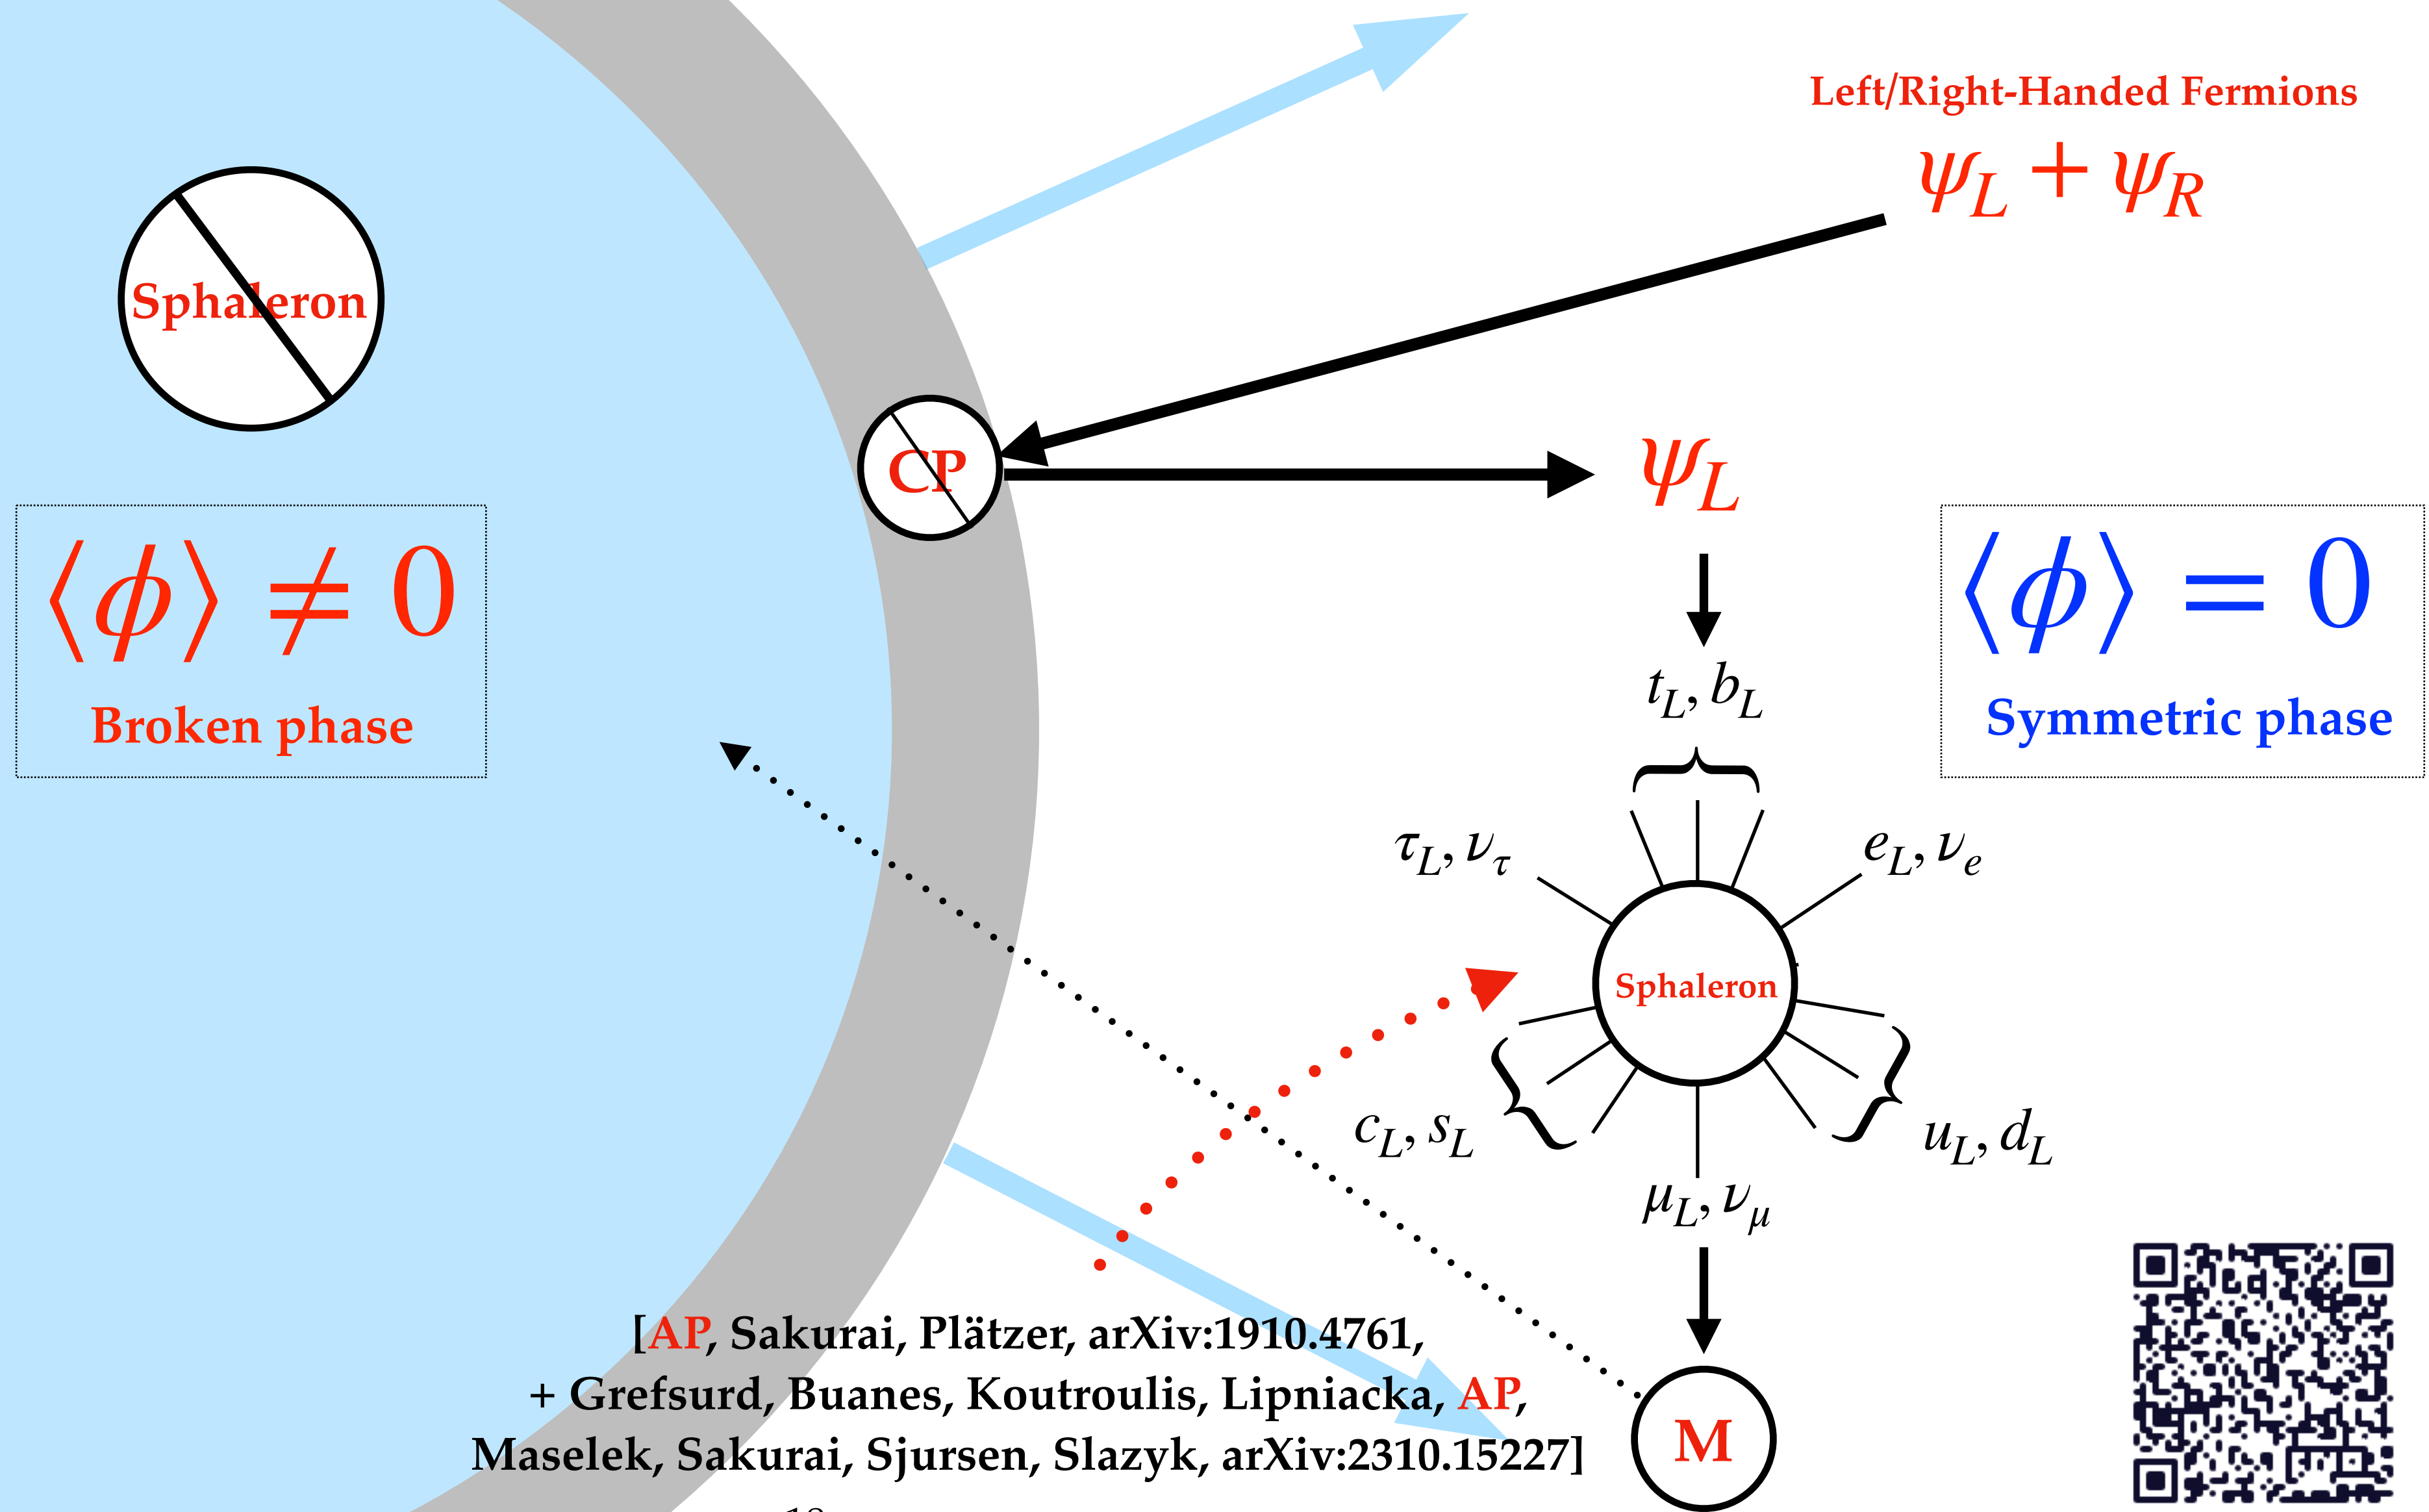 Left/Right-Handed Fermions
ψL + ψR
Sphaleron
CP
ψL
⟨ϕ⟩ ≠ 0
Broken phase
⟨ϕ⟩ = 0
Symmetric phase
tL, bL
τL, ντ
eL, νe
Sphaleron
cL, sL
uL, dL
μL, νμ
[AP, Sakurai, Plätzer, arXiv:1910.4761,
+ Grefsurd, Buanes, Koutroulis, Lipniacka, AP,
Maselek, Sakurai, Sjursen, Slazyk, arXiv:2310.15227]
M